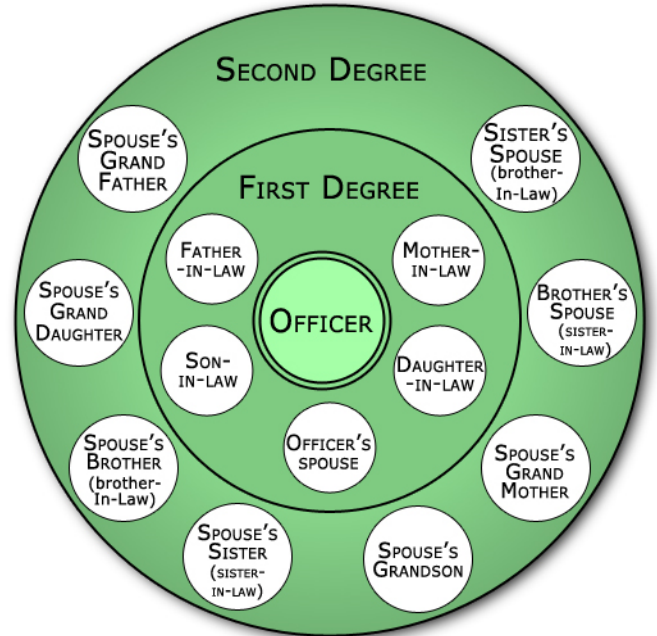 SECOND DEGREE
SPOUSE'S
GRAND
FATHER
SISTER'S
SPOUSE
(brother-
In-Law)
FIRST DEGREE
FATHER
-IN-LAW
MOTHER-
IN-LAW
SPOUSE'S
GRAND
DAUGHTER
OFFICER
BROTHER'S
SPOUSE
(SISTER-
IN-LAW)
SON-
IN-LAW
DAUGHTER
-IN-LAW
OFFICER'S
SPOUSE
SPOUSE'S
BROTHER
(brother-
In-Law)
SPOUSE'S
GRAND
MOTHER
SPOUSE'S
SISTER
(SISTER-
IN-LAW)
SPOUSE'S
GRANDSON